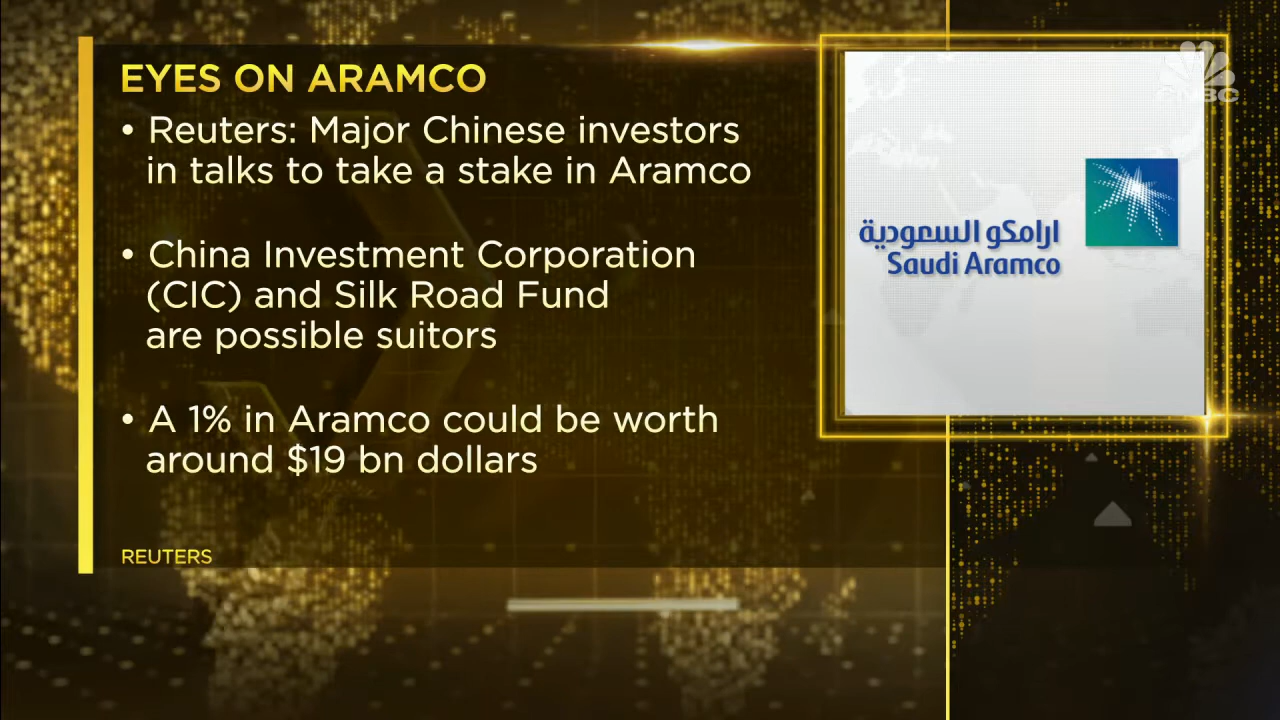 EYES ON ARAMCO
• Reuters: Major Chinese investors
in talks to take a stake in Aramco
• China Investment Corporation
(CIC) and Silk Road Fund
are possible suitors
• A 1% in Aramco could be worth
around $19 bn dollars
REUTERS
CNBC
ارامكو السعودية
Saudi Aramco